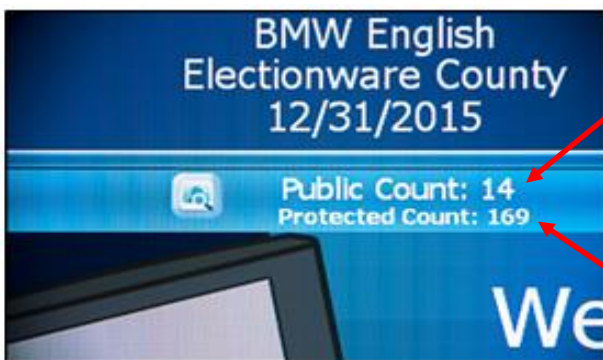 BMW English
Electionware County
12/31/2015
Public Count: 14
Protected Count: 169
We